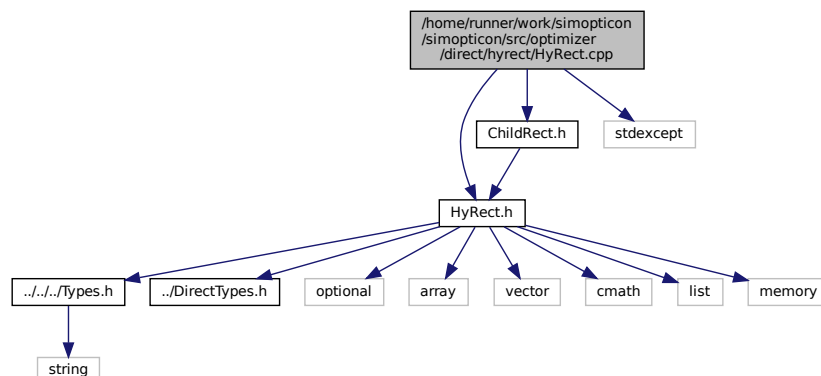 /home/runner/work/simopticon
/simopticon/src/optimizer
/direct/hyrect/HyRect.cpp
ChildRect.h
stdexcept
HyRect.h
../../../Types.h
../DirectTypes.h
optional
array
vector
cmath
list
memory
string